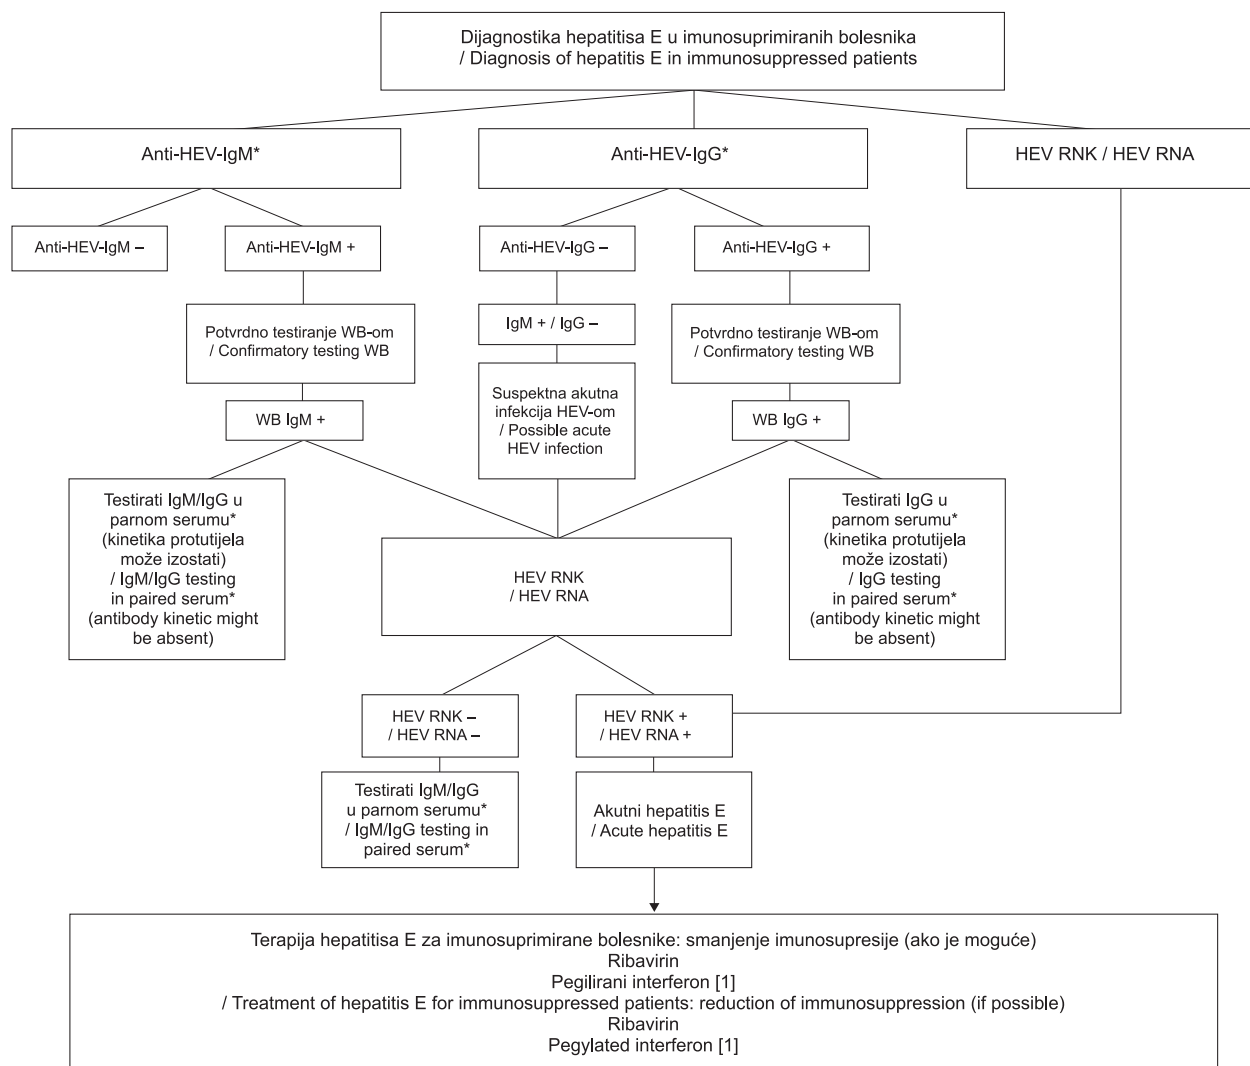 Dijagnostika hepatitisa E u imunosuprimiranih bolesnika
/ Diagnosis of hepatitis E in immunosuppressed patients
Anti-HEV-IgM*
Anti-HEV-IgG*
HEV RNK / HEV RNA
Anti-HEV-IgM –
Anti-HEV-IgM +
Anti-HEV-IgG –
Anti-HEV-IgG +
Potvrdno testiranje WB-om
/ Confirmatory testing WB
IgM + / IgG –
Potvrdno testiranje WB-om
/ Confirmatory testing WB
WB IgM +
Suspektna akutna
infekcija HEV-om
/ Possible acute
HEV infection
WB IgG +
Testirati IgM/IgG u
parnom serumu*
(kinetika protutijela
može izostati)
/ IgM/IgG testing
in paired serum*
(antibody kinetic might
be absent)
HEV RNK
/ HEV RNA
Testirati IgG u
parnom serumu*
(kinetika protutijela
može izostati)
/ IgG testing
in paired serum*
(antibody kinetic might
be absent)
HEV RNK –
/ HEV RNA –
HEV RNK +
/ HEV RNA +
Testirati IgM/IgG
u parnom serumu*
/ IgM/IgG testing in
paired serum*
Akutni hepatitis E
/ Acute hepatitis E
Terapija hepatitisa E za imunosuprimirane bolesnike: smanjenje imunosupresije (ako je moguće)
Ribavirin
Pegilirani interferon [1]
/ Treatment of hepatitis E for immunosuppressed patients: reduction of immunosuppression (if possible)
Ribavirin
Pegylated interferon [1]